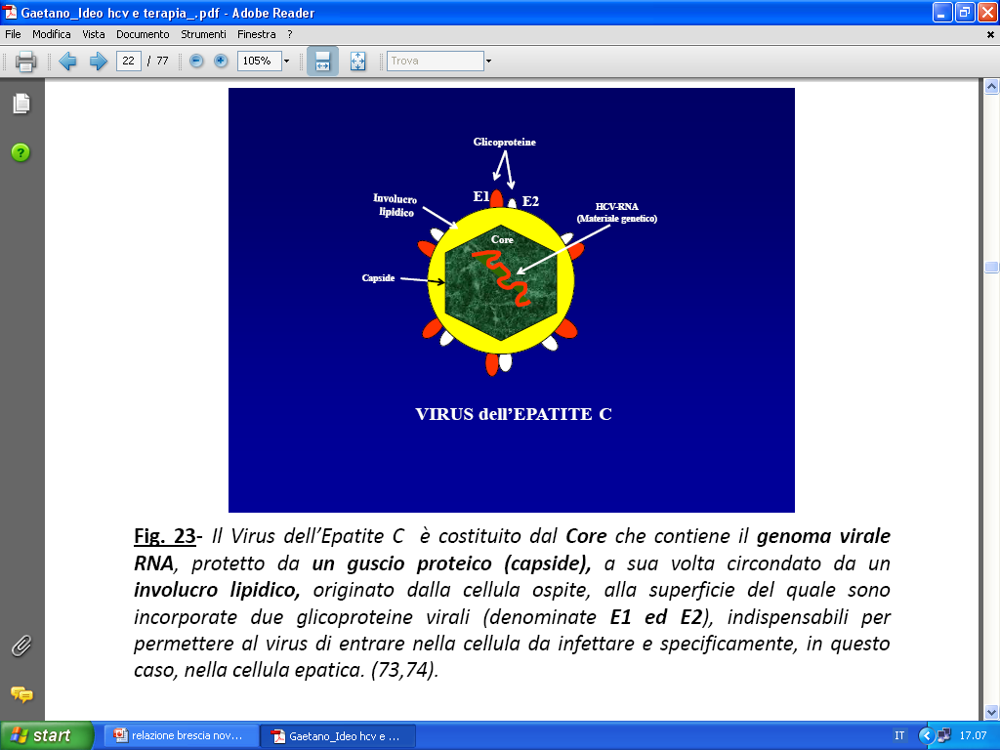 Gaetano_Ideo hcv e terapia_.pdf - Adobe Reader
File Modifica Vista Documento Strumenti Finestra ?
22 / 77 105% Trova
Glicoproteine
E1 E2
Involucro
lipidico
HCV-RNA
(Materiale genetico)
Core
Capside
VIRUS dell’EPATITE C
Fig. 23- Il Virus dell’Epatite C è costituito dal Core che contiene il genoma virale
RNA, protetto da un guscio proteico (capside), a sua volta circondato da un
involucro lipidico, originato dalla cellula ospite, alla superficie del quale sono
incorporate due glicoproteine virali (denominate E1 ed E2), indispensabili per
permettere al virus di entrare nella cellula da infettare e specificamente, in questo
caso, nella cellula epatica. (73,74).
start relazione brescia nov... Gaetano_Ideo hcv e ... IT 17.07